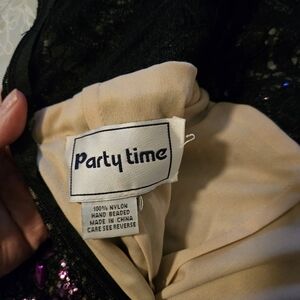 Party time
100% NYLON
HAND BEADED
MADE IN CHINA
CARE SEE REVERSE